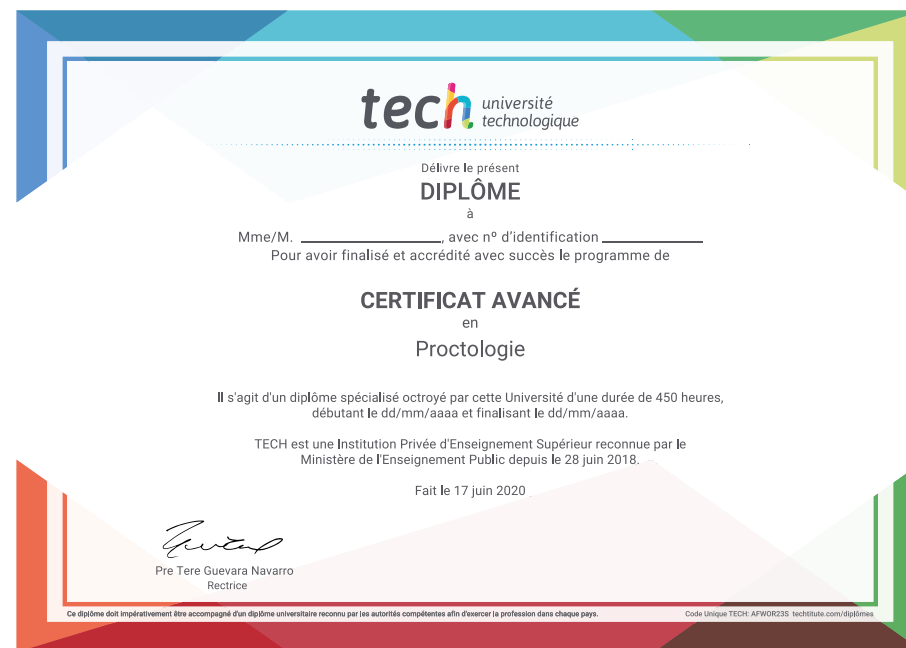 tech université
technologique
Délivre le présent
DIPLÔME
à
Mme/M. ____________________, avec nº d'identification ______________
Pour avoir finalisé et accrédité avec succès le programme de
CERTIFICAT AVANCÉ
en
Proctologie
Il s'agit d'un diplôme spécialisé octroyé par cette Université d'une durée de 450 heures,
débutant le dd/mm/aaaa et finalisant le dd/mm/aaaa.
TECH est une Institution Privée d'Enseignement Supérieur reconnue par le
Ministère de l'Enseignement Public depuis le 28 juin 2018.
Fait le 17 juin 2020
Pre Tere Guevara Navarro
Rectrice
Ce diplôme doit impérativement être accompagné d'un diplôme universitaire reconnu par les autorités compétentes afin d'exercer la profession dans chaque pays.
Code Unique TECH: AFWOR23S techtitute.com/diplômes